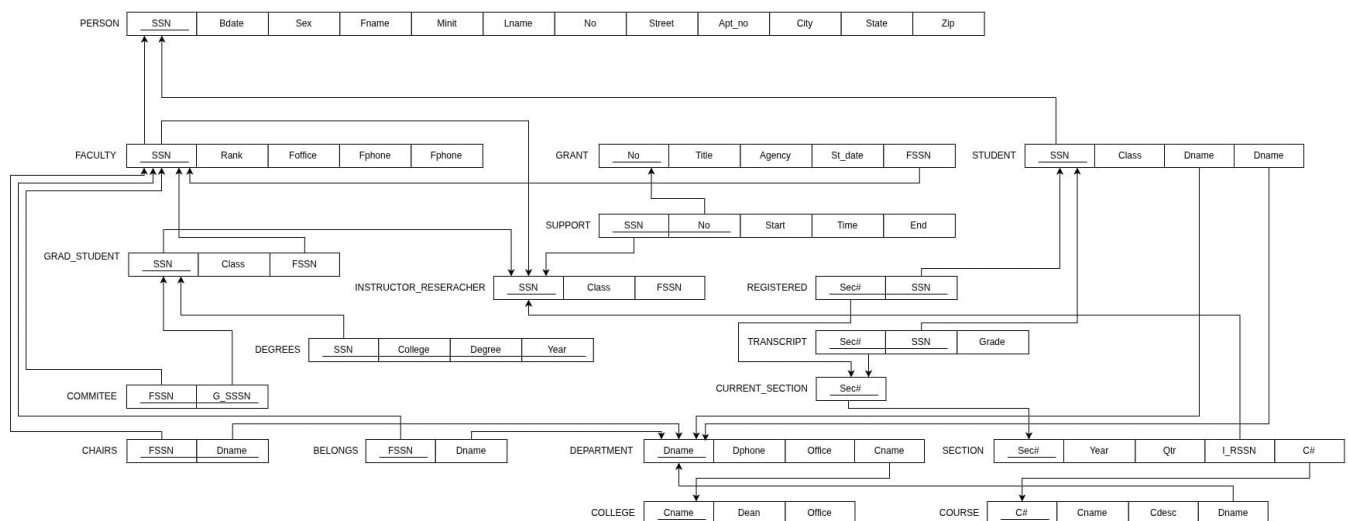 PERSON SSN Bdate Sex Fname Minit Lname No Street Apt_no City State Zip
FACULTY SSN Rank Foffice Fphone Fphone
GRANT No Title Agency St_date FSSN
STUDENT SSN Class Dname Dname
SUPPORT SSN No Start Time End
GRAD_STUDENT SSN Class FSSN
INSTRUCTOR_RESERACHER SSN Class FSSN
REGISTERED Sec# SSN
DEGREES SSN College Degree Year
TRANSCRIPT Sec# SSN Grade
COMMITEE FSSN G_SSSN
CURRENT_SECTION Sec#
CHAIRS FSSN Dname
BELONGS FSSN Dname
DEPARTMENT Dname Dphone Office Cname
SECTION Sec# Year Qtr I_RSSN C#
COLLEGE Cname Dean Office
COURSE C# Cname Cdesc Dname